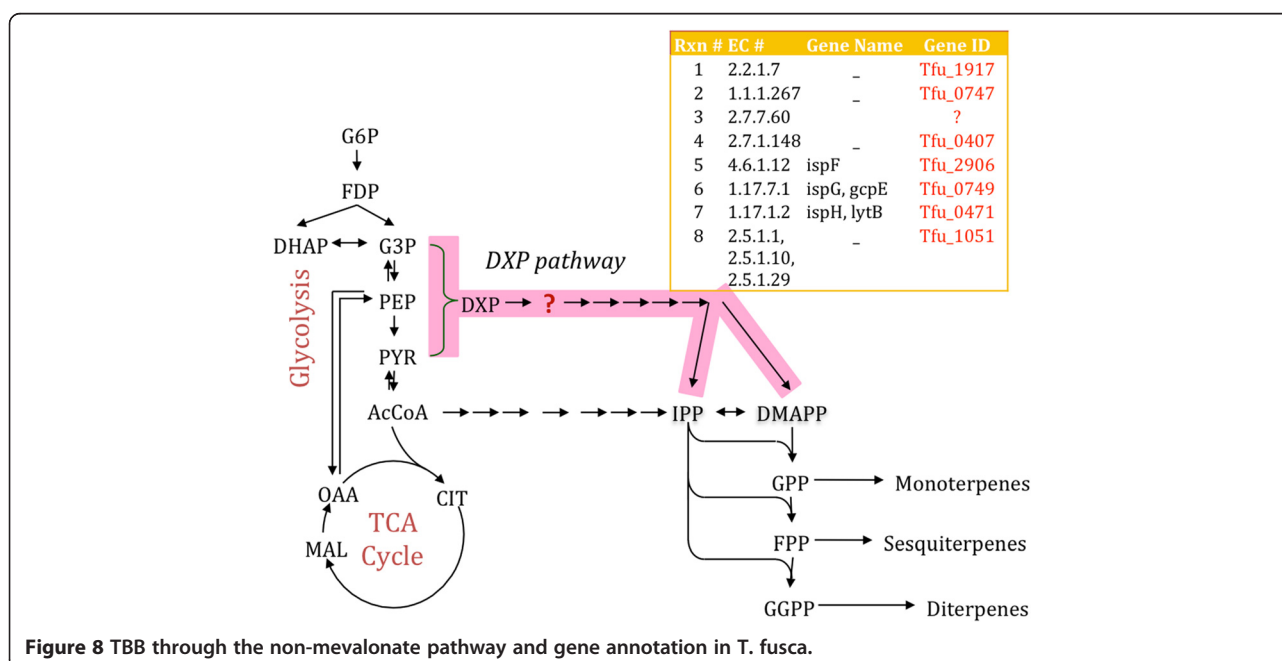 Rxn # EC # Gene Name Gene ID
1 2.2.1.7 _ Tfu_1917
2 1.1.1.267 _ Tfu_0747
3 2.7.7.60 ?
4 2.7.1.148 _ Tfu_0407
5 4.6.1.12 ispF Tfu_2906
6 1.17.7.1 ispG, gcpE Tfu_0749
7 1.17.1.2 ispH, lytB Tfu_0471
8 2.5.1.1, _ Tfu_1051
2.5.1.10,
2.5.1.29
G6P
FDP
DHAP G3P
DXP pathway
Glycolysis
PEP
DXP ?
PYR
AcCoA IPP DMAPP
OAA CIT
TCA
Cycle
MAL
GPP Monoterpenes
FPP Sesquiterpenes
GGPP Diterpenes
Figure 8 TBB through the non-mevalonate pathway and gene annotation in T. fusca.